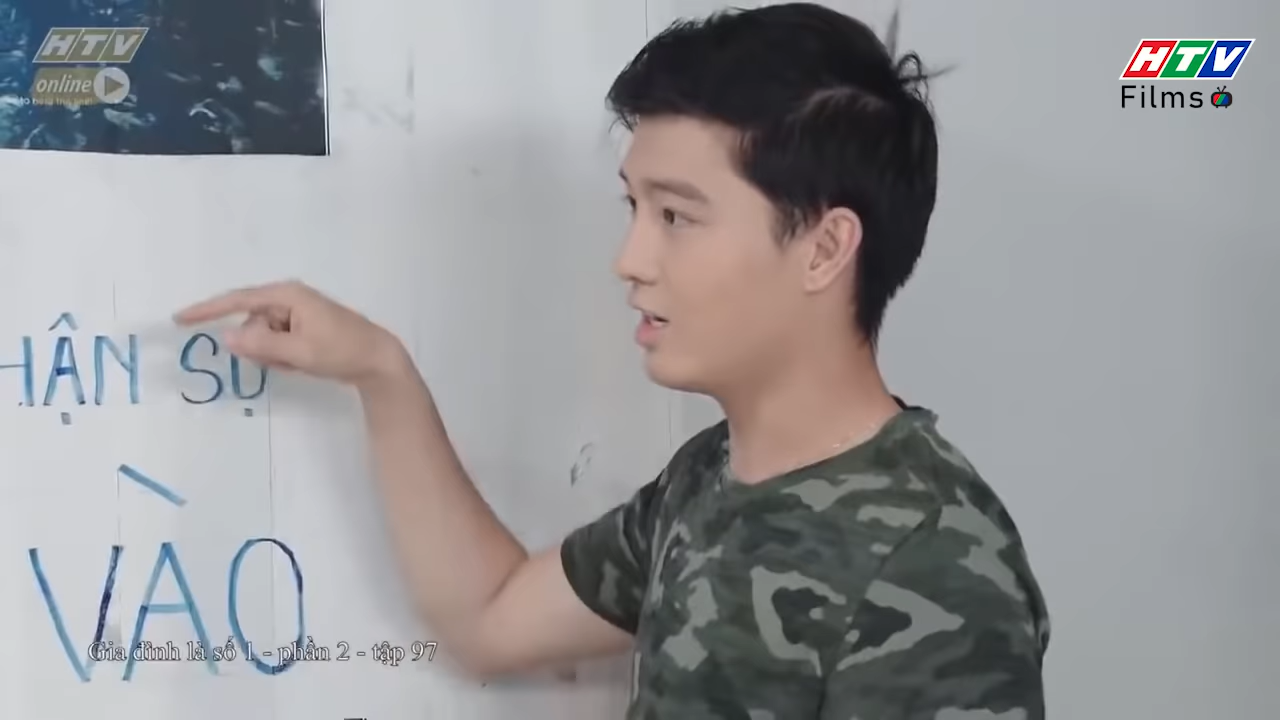 HTV
online
HTV
Films
HẬN SỰ
VÀO
Gia đình là số 1 - phần 2 - tập 97